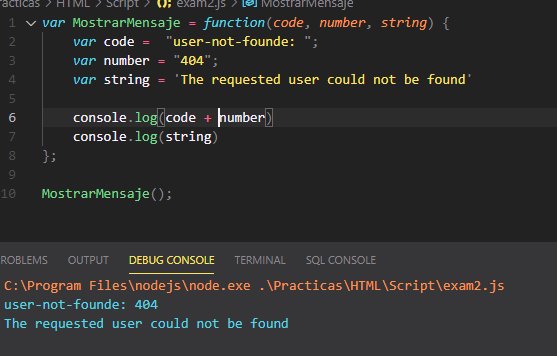 Practicas > HTML > Script > exam2.js > MostrarMensaje
1 var MostrarMensaje = function(code, number, string) {
2 var code =  "user-not-founde: ";
3 var number = "404";
4 var string = 'The requested user could not be found'
5
6 console.log(code + number)
7 console.log(string)
8 };
9
10 MostrarMensaje();
ROBLEMS OUTPUT DEBUG CONSOLE TERMINAL SQL CONSOLE
C:\Program Files\nodejs\node.exe .\Practicas\HTML\Script\exam2.js
user-not-founde: 404
The requested user could not be found